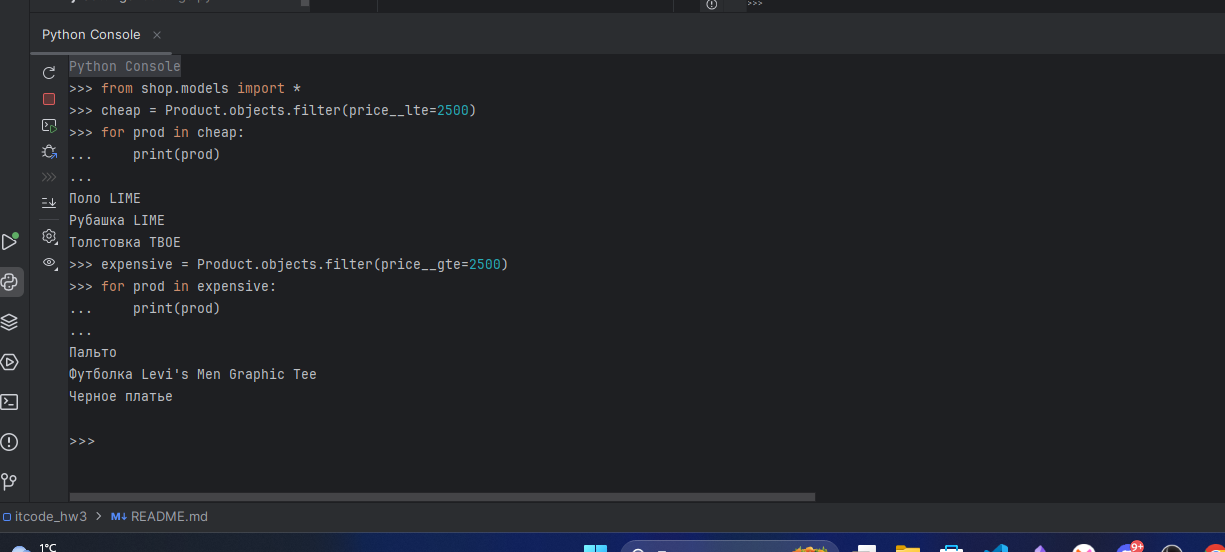 >>>
Python Console
Python Console
>>> from shop.models import *
>>> cheap = Product.objects.filter(price__lte=2500)
>>> for prod in cheap:
...     print(prod)
...
Поло LIME
Рубашка LIME
Толстовка ТВОЕ
>>> expensive = Product.objects.filter(price__gte=2500)
>>> for prod in expensive:
...     print(prod)
...
Пальто
Футболка Levi's Men Graphic Tee
Черное платье
>>>
itcode_hw3 > M↓ README.md
1°C
9+